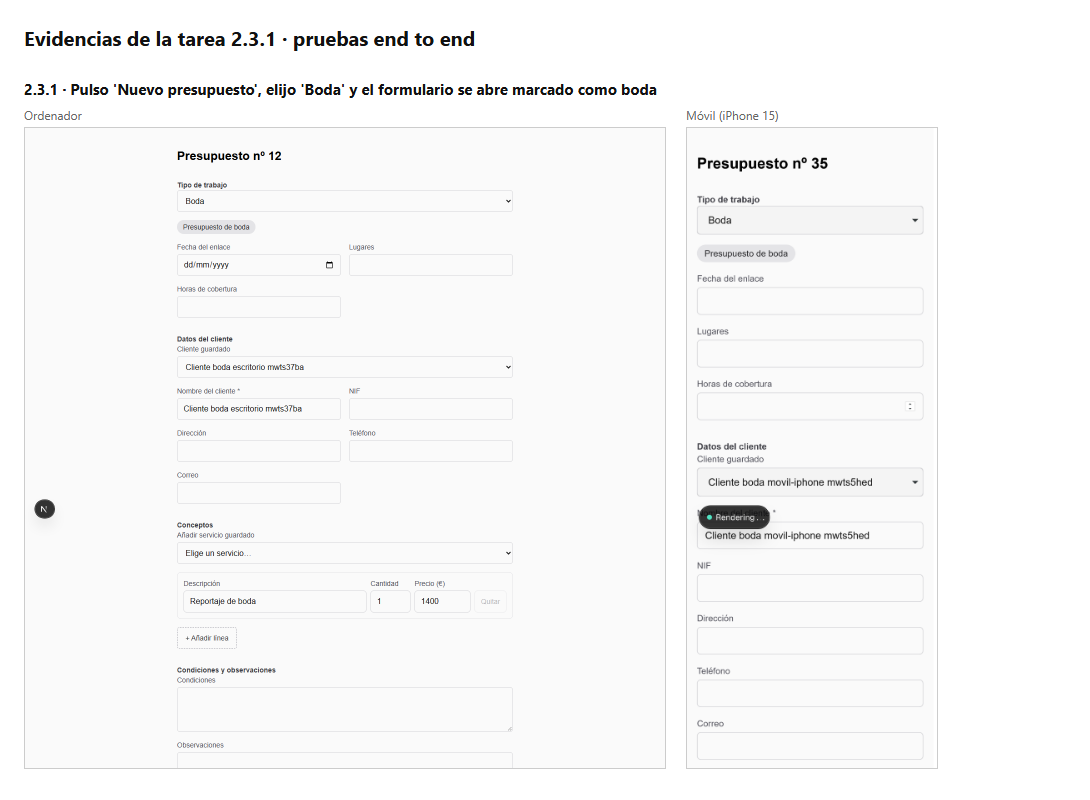 Evidencias de la tarea 2.3.1 · pruebas end to end
2.3.1 · Pulso 'Nuevo presupuesto', elijo 'Boda' y el formulario se abre marcado como boda
Ordenador
Presupuesto nº 12
Tipo de trabajo
Boda
Presupuesto de boda
Fecha del enlace
Lugares
dd/mm/yyyy
Horas de cobertura
Datos del cliente
Cliente guardado
Cliente boda escritorio mwts37ba
Nombre del cliente *
NIF
Cliente boda escritorio mwts37ba
Dirección
Teléfono
Correo
N
Conceptos
Añadir servicio guardado
Elige un servicio...
Descripción
Cantidad
Precio (€)
Reportaje de boda
1
1400
Quitar
+ Añadir línea
Condiciones y observaciones
Condiciones
Observaciones
Móvil (iPhone 15)
Presupuesto nº 35
Tipo de trabajo
Boda
Presupuesto de boda
Fecha del enlace
Lugares
Horas de cobertura
Datos del cliente
Cliente guardado
Cliente boda movil-iphone mwts5hed
*
Rendering...
Cliente boda movil-iphone mwts5hed
NIF
Dirección
Teléfono
Correo